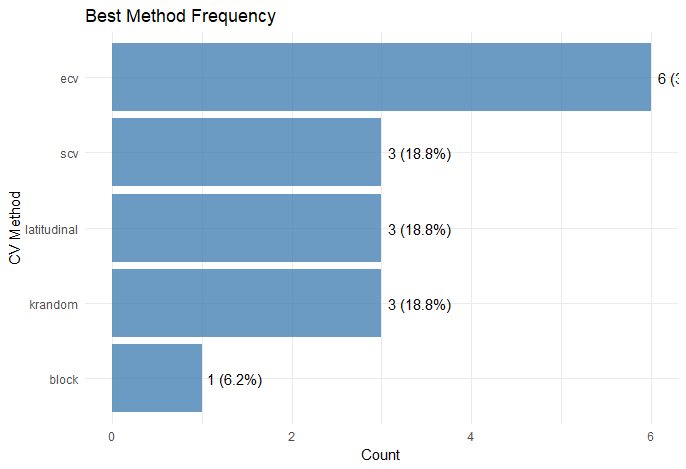 Best Method Frequency
ecv
6 (3
scv
3 (18.8%)
latitudinal
3 (18.8%)
krandom
3 (18.8%)
block
1 (6.2%)
0
2
4
6
Count
CV Method